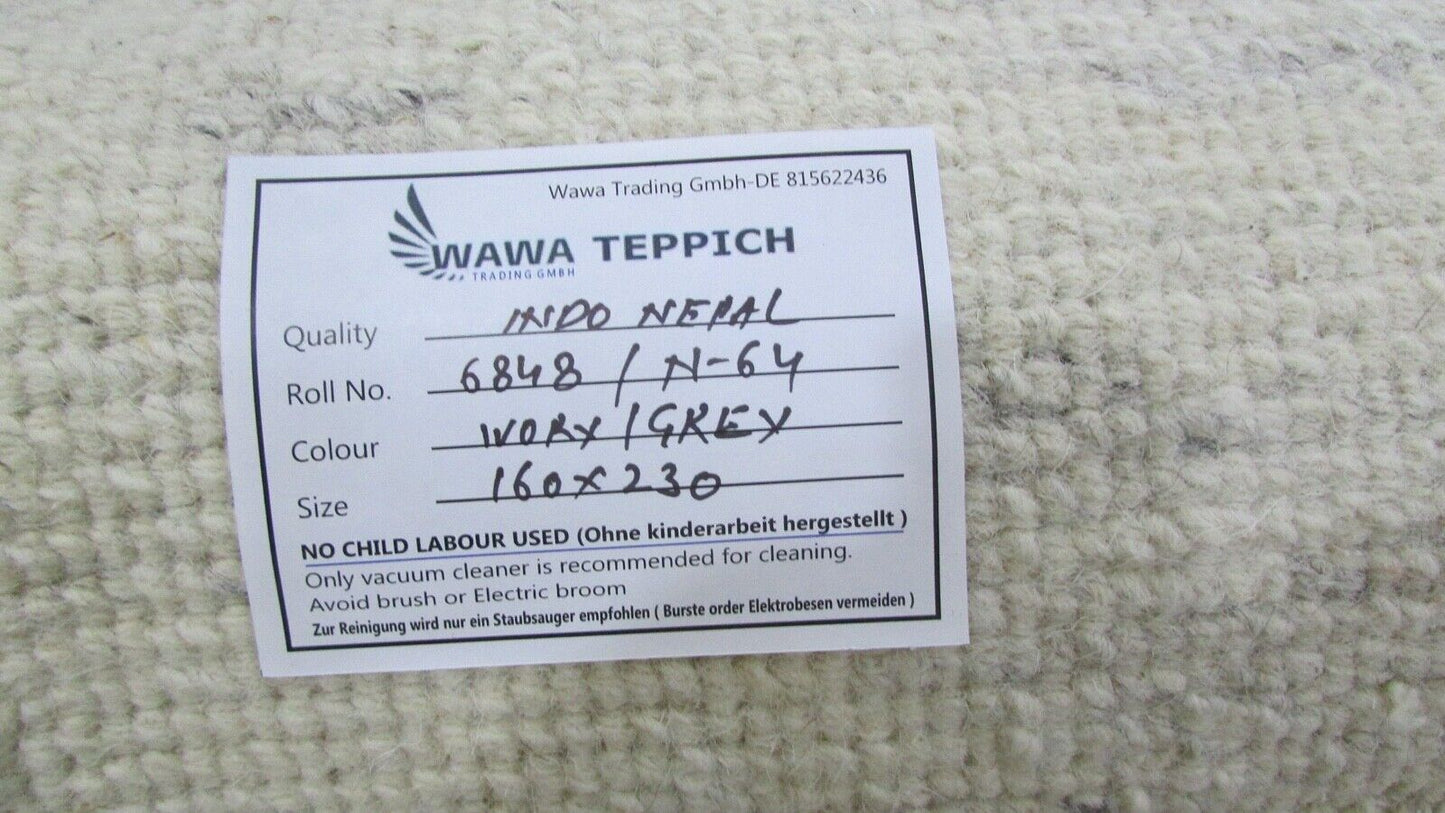 Wawa Trading Gmbh-DE 815622436
WAWA TEPPICH
TRADING GMBH
Quality INDO NEPAL
Roll No. 6848 / N-64
Colour IVORY / GREY
Size 160 x 230
NO CHILD LABOUR USED (Ohne kinderarbeit hergestellt )
Only vacuum cleaner is recommended for cleaning.
Avoid brush or Electric broom
Zur Reinigung wird nur ein Staubsauger empfohlen ( Burste order Elektrobesen vermeiden )